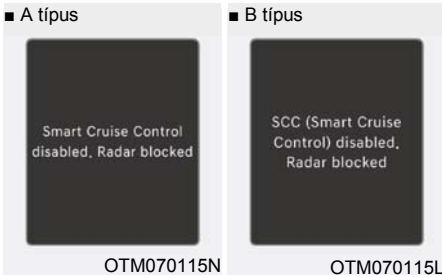 ■ A típus
Smart Cruise Control
disabled, Radar blocked
OTM070115N
■ B típus
SCC (Smart Cruise
Control) disabled,
Radar blocked
OTM070115L